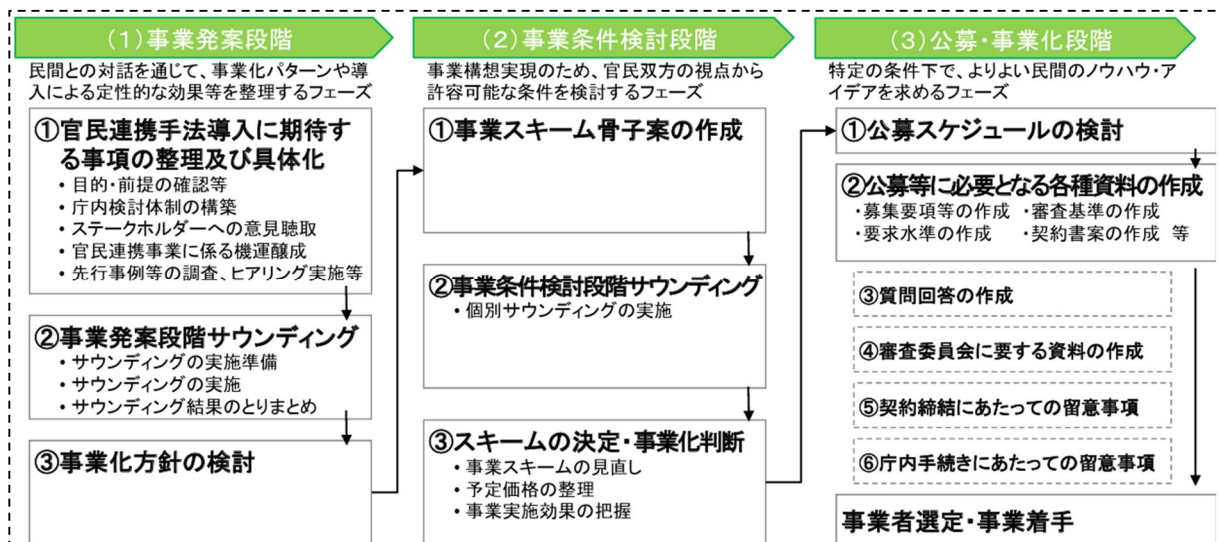 (1)事業発案段階
民間との対話を通じて、事業化パターンや導
入による定性的な効果等を整理するフェーズ
①官民連携手法導入に期待す
る事項の整理及び具体化
・目的・前提の確認等
・庁内検討体制の構築
・ステークホルダーへの意見聴取
・官民連携事業に係る機運醸成
・先行事例等の調査、ヒアリング実施等
②事業発案段階サウンディング
・サウンディングの実施準備
・サウンディングの実施
・サウンディング結果のとりまとめ
③事業化方針の検討
(2)事業条件検討段階
事業構想実現のため、官民双方の視点から
許容可能な条件を検討するフェーズ
①事業スキーム骨子案の作成
②事業条件検討段階サウンディング
・個別サウンディングの実施
③スキームの決定・事業化判断
・事業スキームの見直し
・予定価格の整理
・事業実施効果の把握
(3)公募・事業化段階
特定の条件下で、よりよい民間のノウハウ・ア
イデアを求めるフェーズ
①公募スケジュールの検討
②公募等に必要となる各種資料の作成
・募集要項等の作成 ・審査基準の作成
・要求水準の作成 ・契約書案の作成 等
③質問回答の作成
④審査委員会に要する資料の作成
⑤契約締結にあたっての留意事項
⑥庁内手続きにあたっての留意事項
事業者選定・事業着手